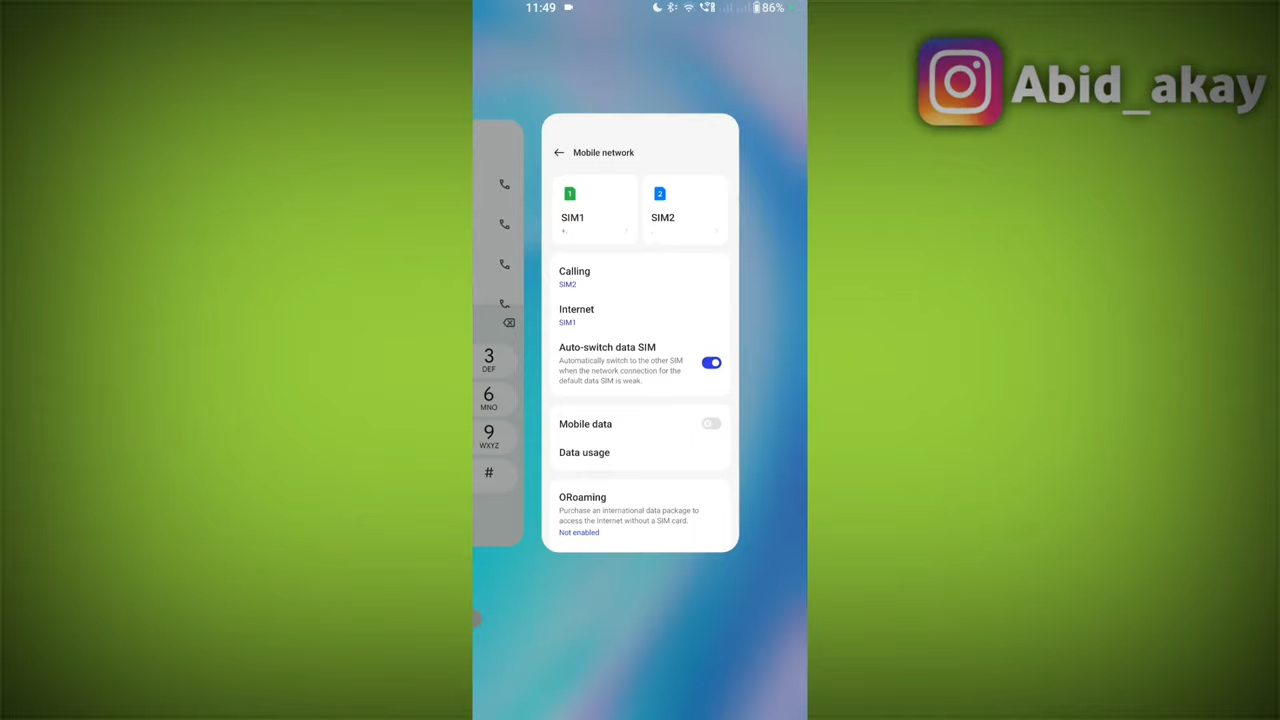 11:49
86%
Abid_akay
Mobile network
1
2
SIM1
SIM2
Calling
SIM2
Internet
SIM1
Auto-switch data SIM
Automatically switch to the other SIM
when the network connection for the
default data SIM is weak.
Mobile data
Data usage
ORoaming
Purchase an international data package to
access the Internet without a SIM card.
Not enabled
3
DEF
6
MNO
9
WXYZ
#